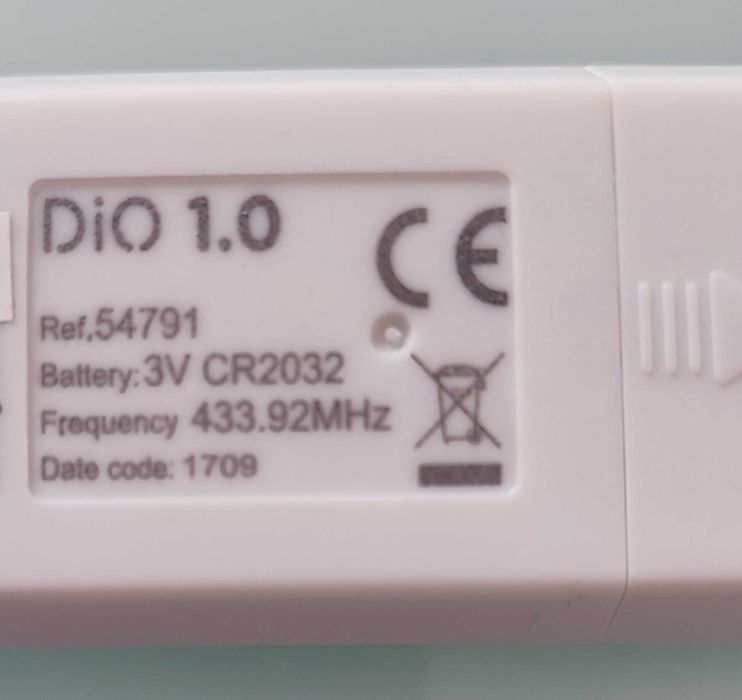 DiO 1.0
CE
Ref.54791
Battery: 3V CR2032
Frequency 433.92MHz
Date code: 1709